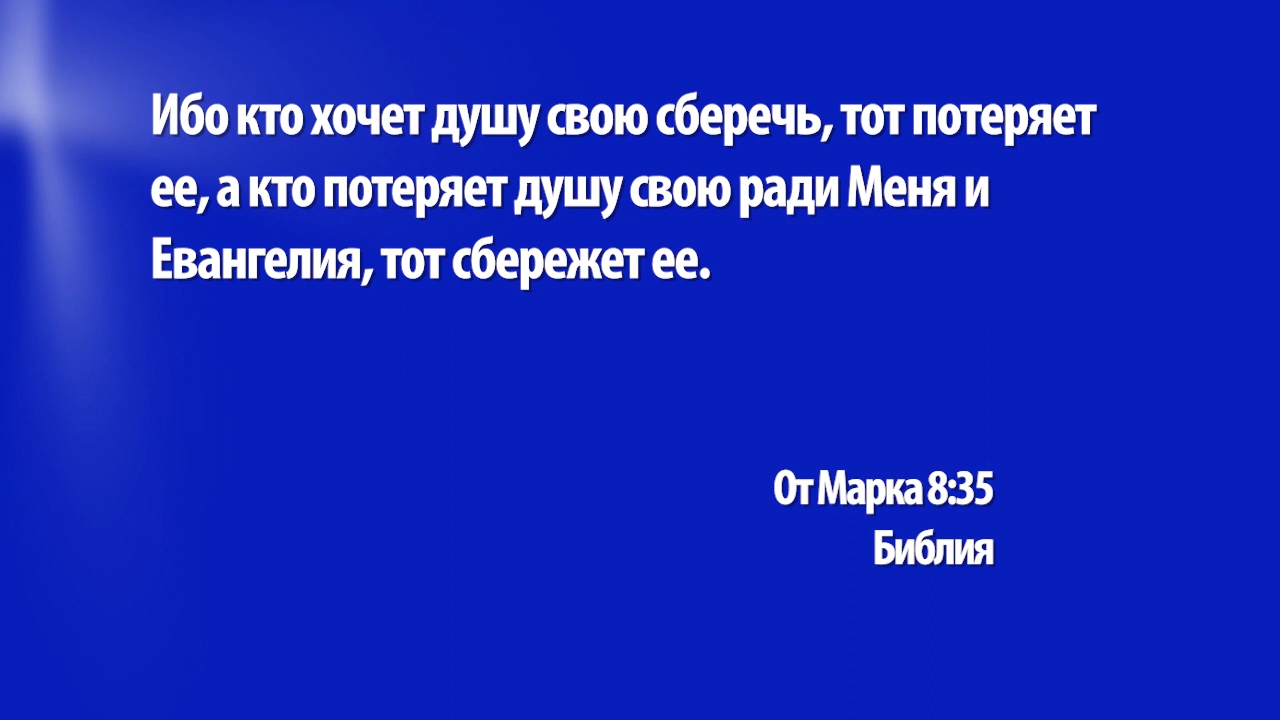 Ибо кто хочет душу свою сберечь, тот потеряет
ее, а кто потеряет душу свою ради Меня и
Евангелия, тот сбережет ее.
От Марка 8:35
Библия